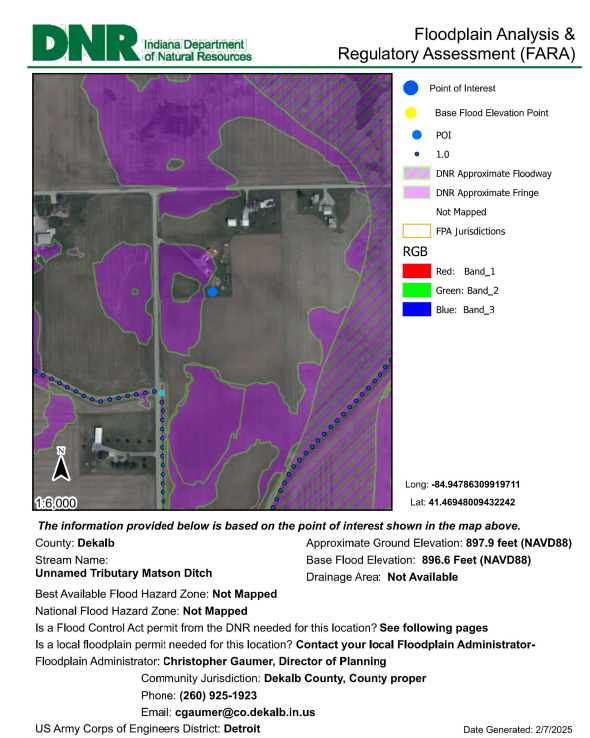 DNR Indiana Department
of Natural Resources
Floodplain Analysis &
Regulatory Assessment (FARA)
Point of Interest
Base Flood Elevation Point
POI
1.0
DNR Approximate Floodway
DNR Approximate Fringe
Not Mapped
FPA Jurisdictions
RGB
Red: Band_1
Green: Band_2
Blue: Band_3
N
1:6,000
Long: -84.94786309919711
Lat: 41.46948009432242
The information provided below is based on the point of interest shown in the map above.
County: Dekalb
Approximate Ground Elevation: 897.9 feet (NAVD88)
Stream Name:
Base Flood Elevation: 896.6 Feet (NAVD88)
Unnamed Tributary Matson Ditch
Drainage Area: Not Available
Best Available Flood Hazard Zone: Not Mapped
National Flood Hazard Zone: Not Mapped
Is a Flood Control Act permit from the DNR needed for this location? See following pages
Is a local floodplain permit needed for this location? Contact your local Floodplain Administrator-
Floodplain Administrator: Christopher Gaumer, Director of Planning
Community Jurisdiction: Dekalb County, County proper
Phone: (260) 925-1923
Email: cgaumer@co.dekalb.in.us
US Army Corps of Engineers District: Detroit
Date Generated: 2/7/2025